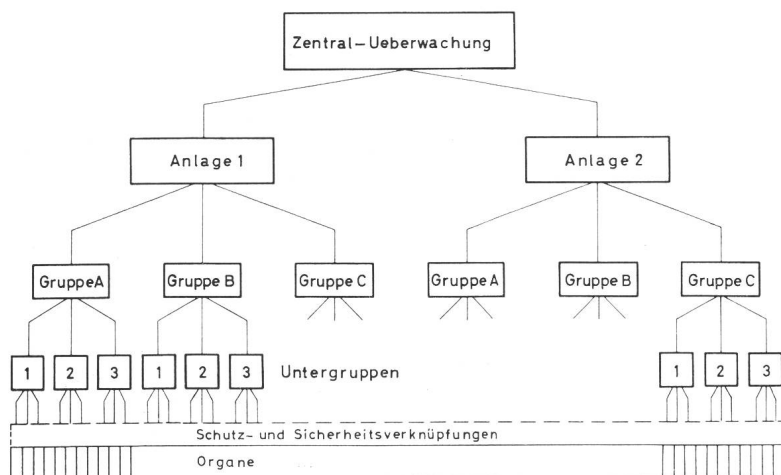 Zentral-Ueberwachung
Anlage 1 Anlage 2
Gruppe A Gruppe B Gruppe C Gruppe A Gruppe B Gruppe C
1 2 3 1 2 3 Untergruppen 1 2 3
Schutz- und Sicherheitsverknüpfungen
Organe